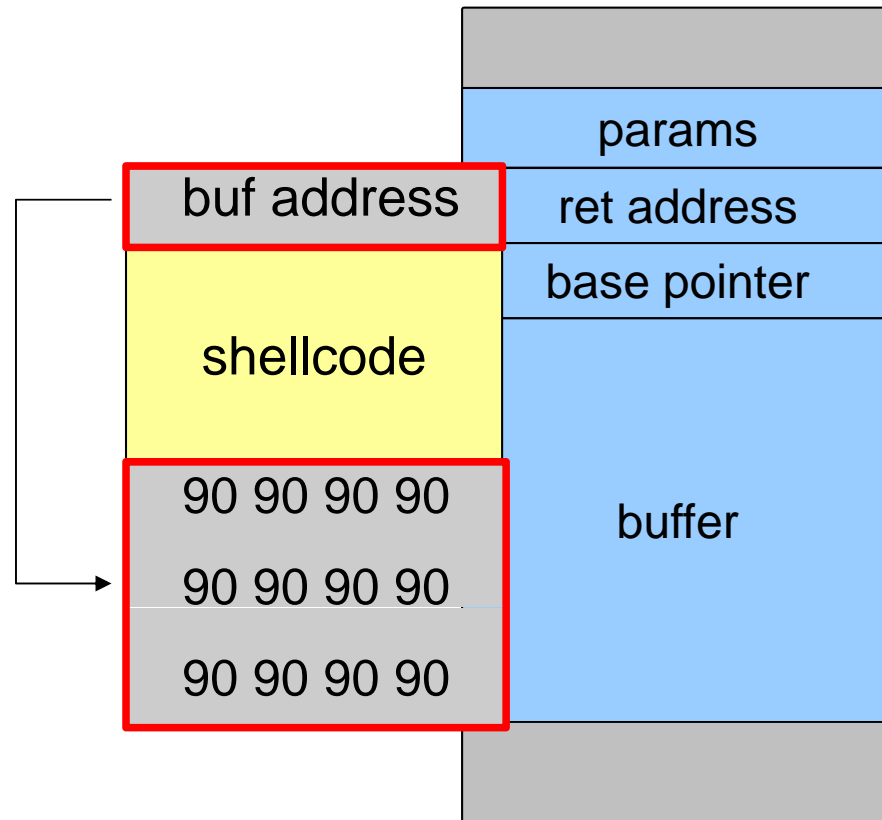 params
buf address
ret address
base pointer
shellcode
90 90 90 90
buffer
90 90 90 90
90 90 90 90